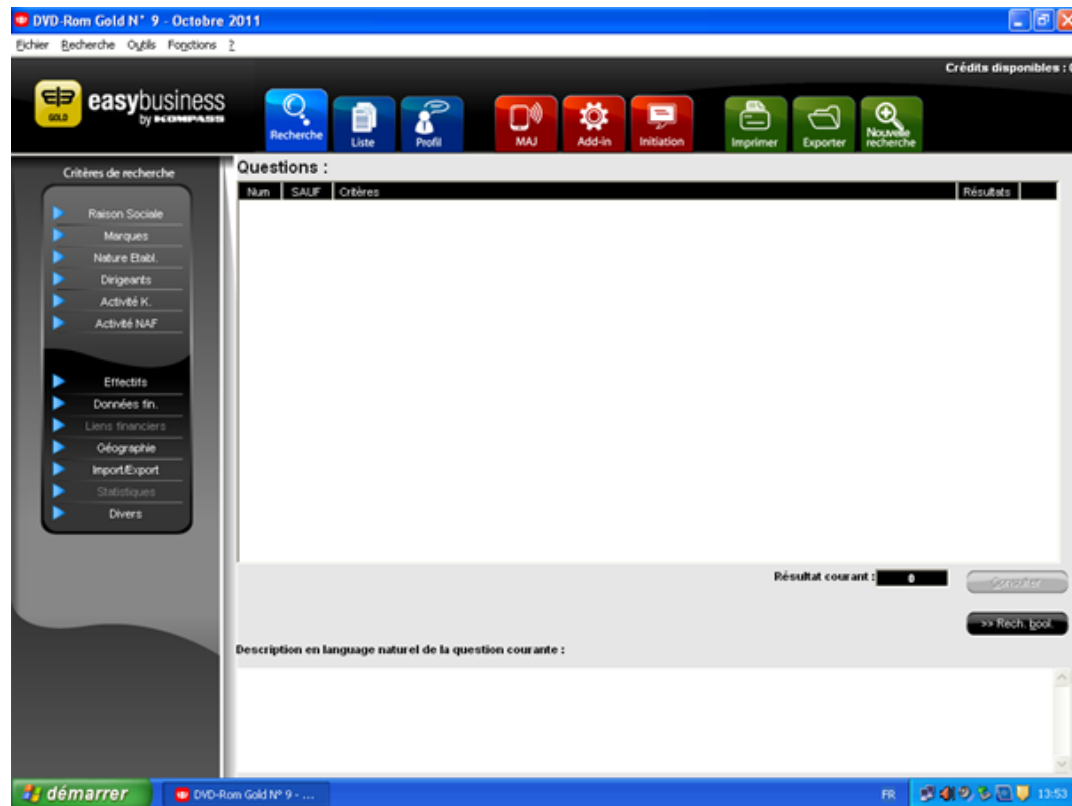 DVD-Rom Gold N° 9 - Octobre 2011
Fichier Recherche Outils Fonctions ?
Crédits disponibles : 0
GOLD
easybusiness
by KOMPASS
Recherche Liste Profil MAJ Add-in Initiation Imprimer Exporter Nouvelle recherche
Critères de recherche
Raison Sociale
Marques
Nature Etabl.
Dirigeants
Activité K.
Activité NAF
Effectifs
Données fin.
Liens financiers
Géographie
Import/Export
Statistiques
Divers
Questions :
Num SAUF Critères Résultats
Résultat courant : 0
Consulter
>> Rech. bool.
Description en language naturel de la question courante :
démarrer DVD-Rom Gold N° 9 - ... FR 13:53